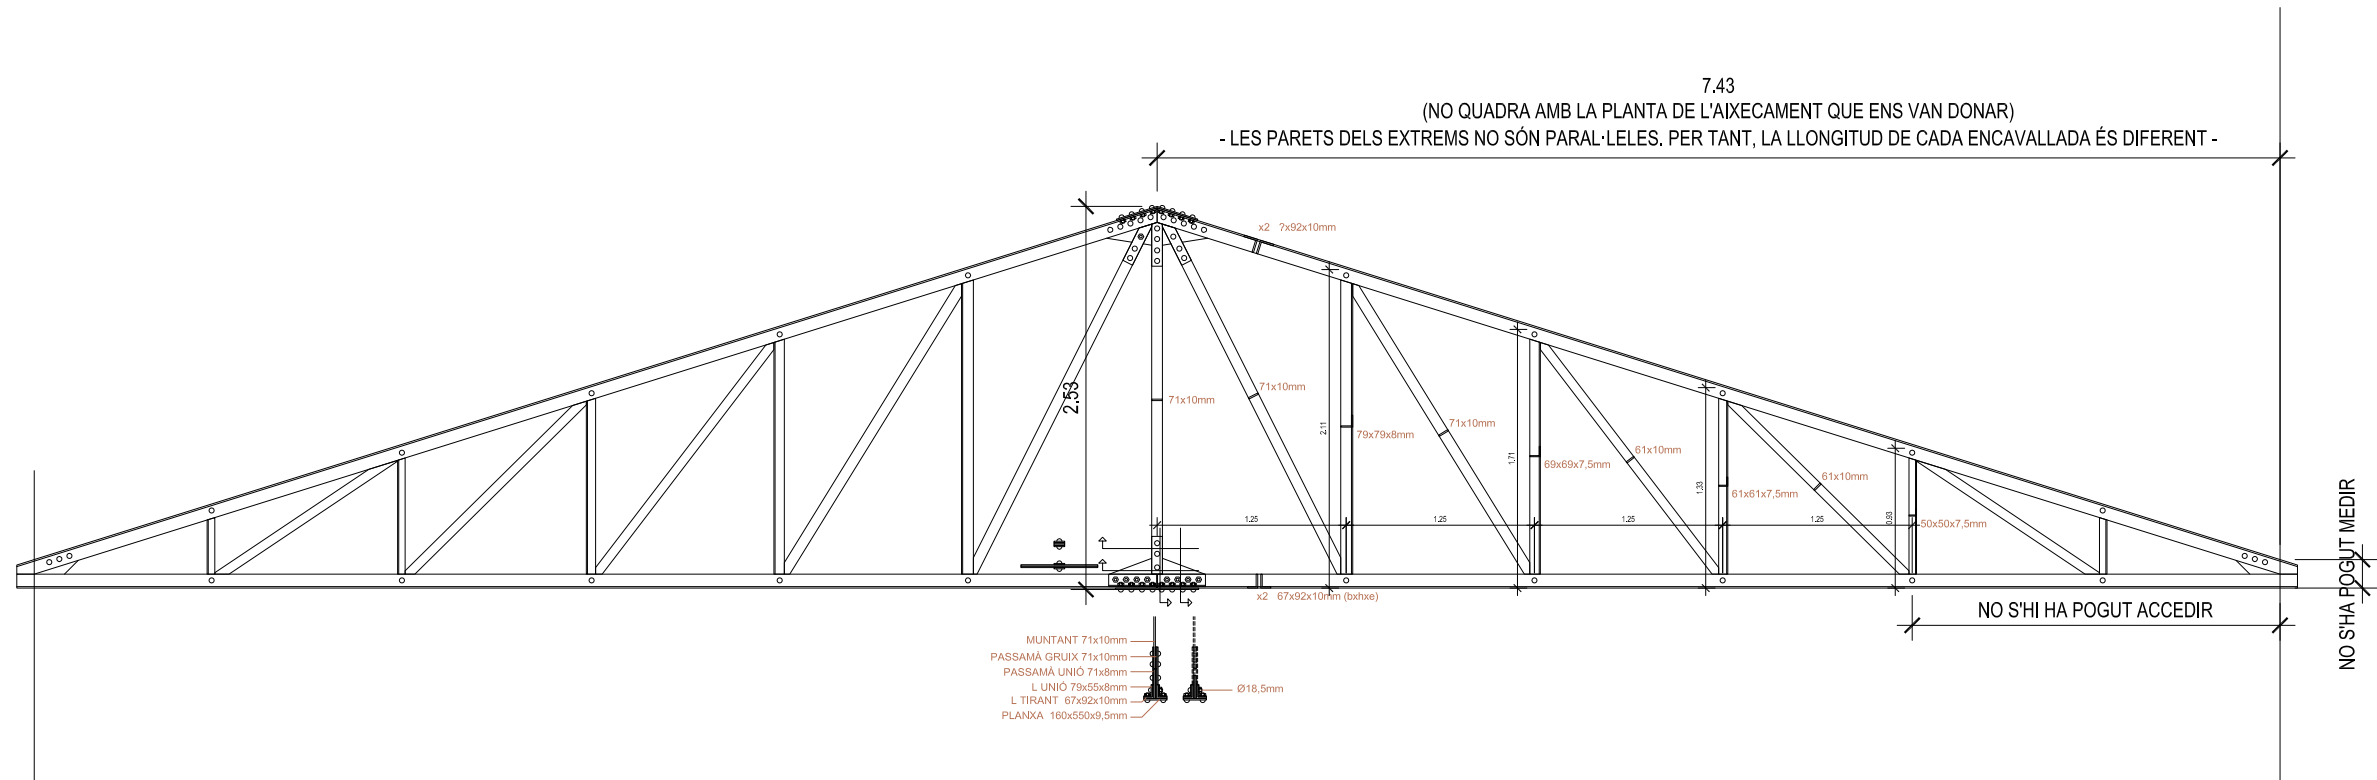 7.43
(NO QUADRA AMB LA PLANTA DE L'AIXECAMENT QUE ENS VAN DONAR)
- LES PARETS DELS EXTREMS NO SÓN PARAL·LELES. PER TANT, LA LLONGITUD DE CADA ENCAVALLADA ÉS DIFERENT -
x2 ?x92x10mm
2.53
71x10mm
71x10mm
2.11
79x79x8mm
71x10mm
1.71
69x69x7,5mm
61x10mm
1.33
61x61x7,5mm
61x10mm
0.93
50x50x7,5mm
1.25
1.25
1.25
1.25
x2 67x92x10mm (bxhxe)
NO S'HI HA POGUT ACCEDIR
NO S'HA POGUT MEDIR
MUNTANT 71x10mm
PASSAMÀ GRUIX 71x10mm
PASSAMÀ UNIÓ 71x8mm
L UNIÓ 79x55x8mm
L TIRANT 67x92x10mm
PLANXA 160x550x9,5mm
Ø18,5mm